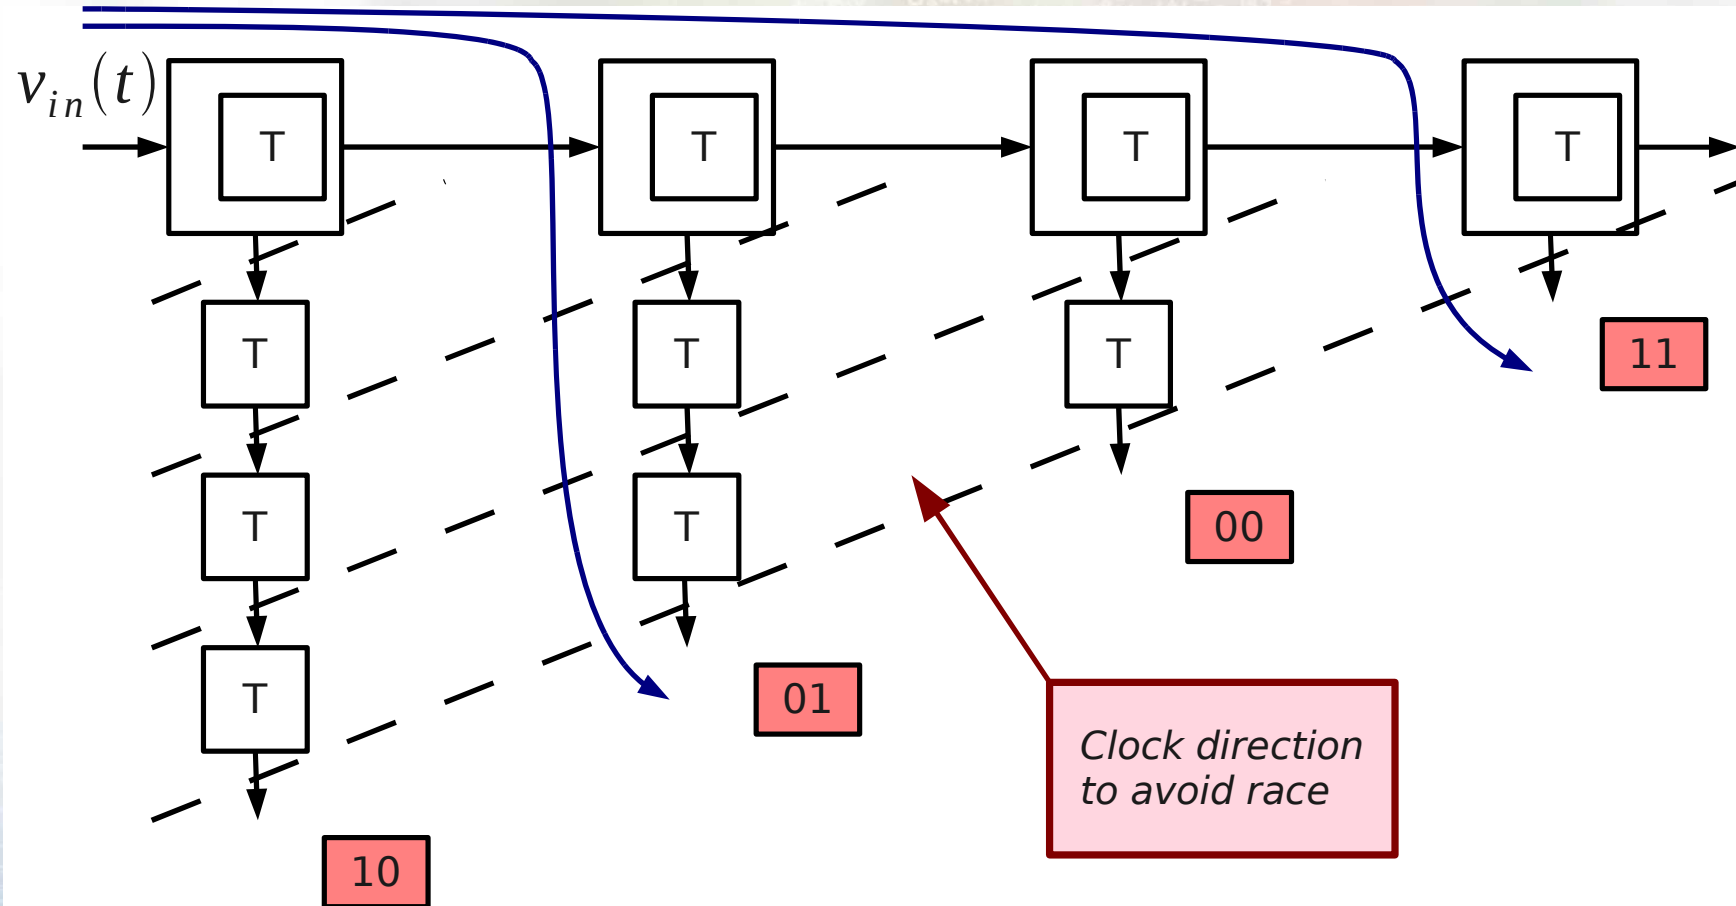 v_in(t)
T T T T
T T T
11
T T
00
T
01
Clock direction
to avoid race
10